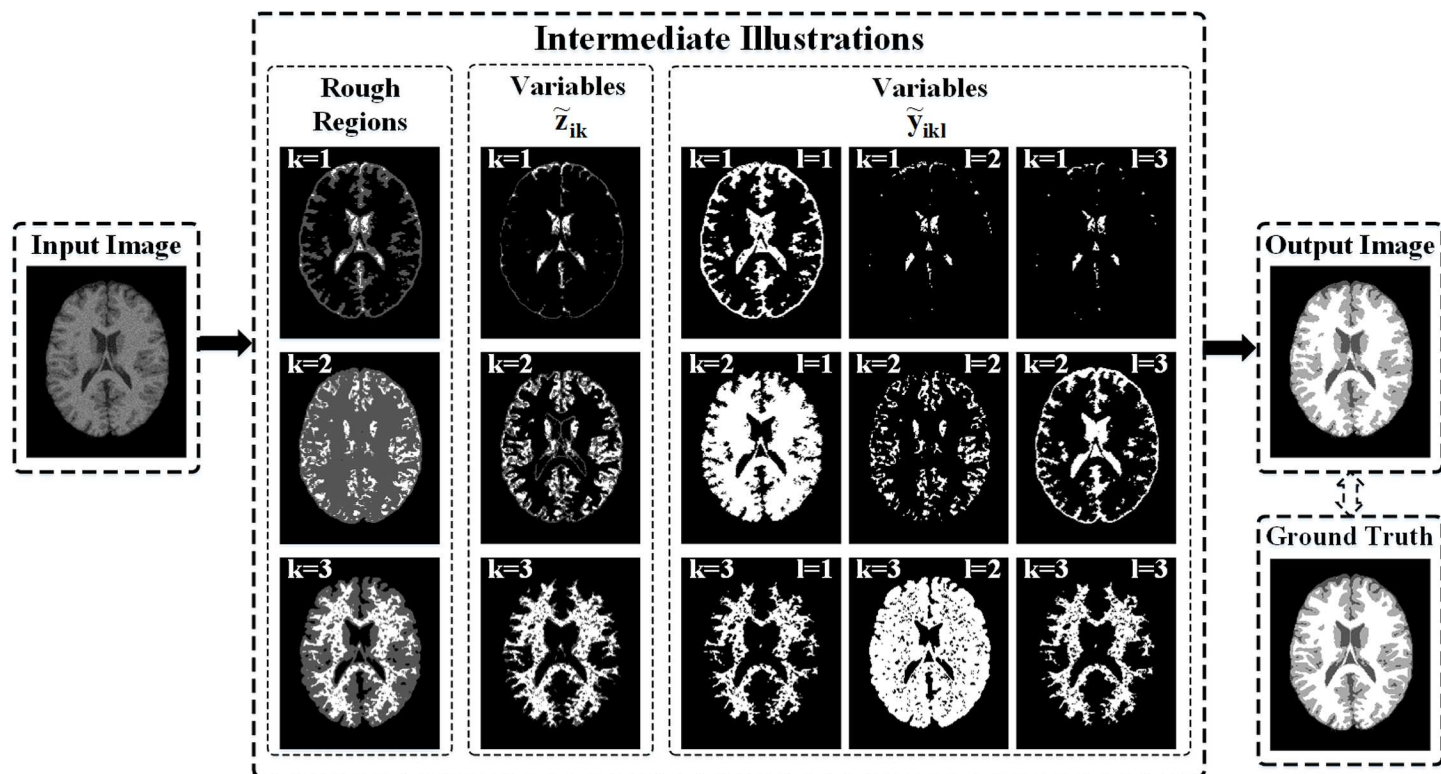 Intermediate Illustrations
Input Image
Rough
Regions
k=1
k=2
k=3
Variables
z̃ik
k=1
k=2
k=3
Variables
ỹikl
k=1 l=1
k=1 l=2
k=1 l=3
k=2 l=1
k=2 l=2
k=2 l=3
k=3 l=1
k=3 l=2
k=3 l=3
Output Image
Ground Truth